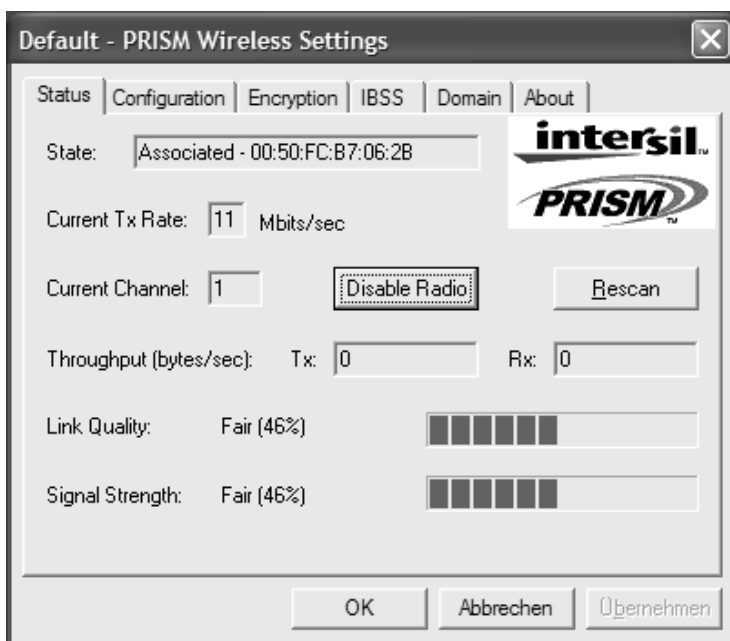 Default - PRISM Wireless Settings
Status Configuration Encryption IBSS Domain About
intersil™
PRISM™
State: Associated - 00:50:FC:B7:06:2B
Current Tx Rate: 11 Mbits/sec
Current Channel: 1 Disable Radio Rescan
Throughput (bytes/sec): Tx: 0 Rx: 0
Link Quality: Fair (46%)
Signal Strength: Fair (46%)
OK Abbrechen Übernehmen